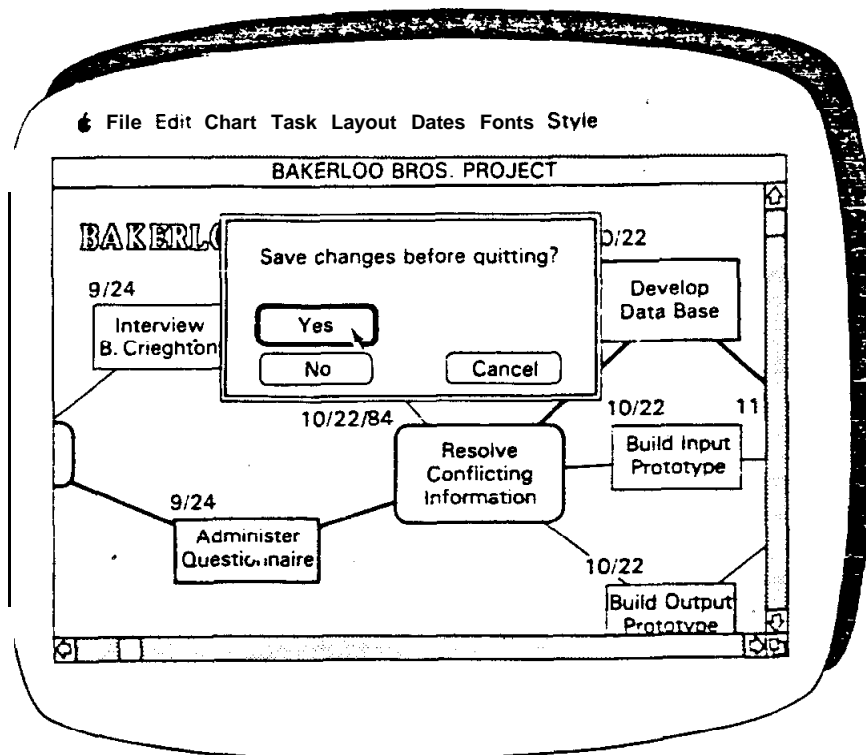 File Edit Chart Task Layout Dates Fonts Style
BAKERLOO BROS. PROJECT
BAKERLO
Save changes before quitting?
Yes
No
Cancel
0/22
Develop
Data Base
9/24
Interview
B. Crieghton
10/22/84
Resolve
Conflicting
Information
10/22
11
Build Input
Prototype
9/24
Administer
Questionnaire
10/22
Build Output
Prototype